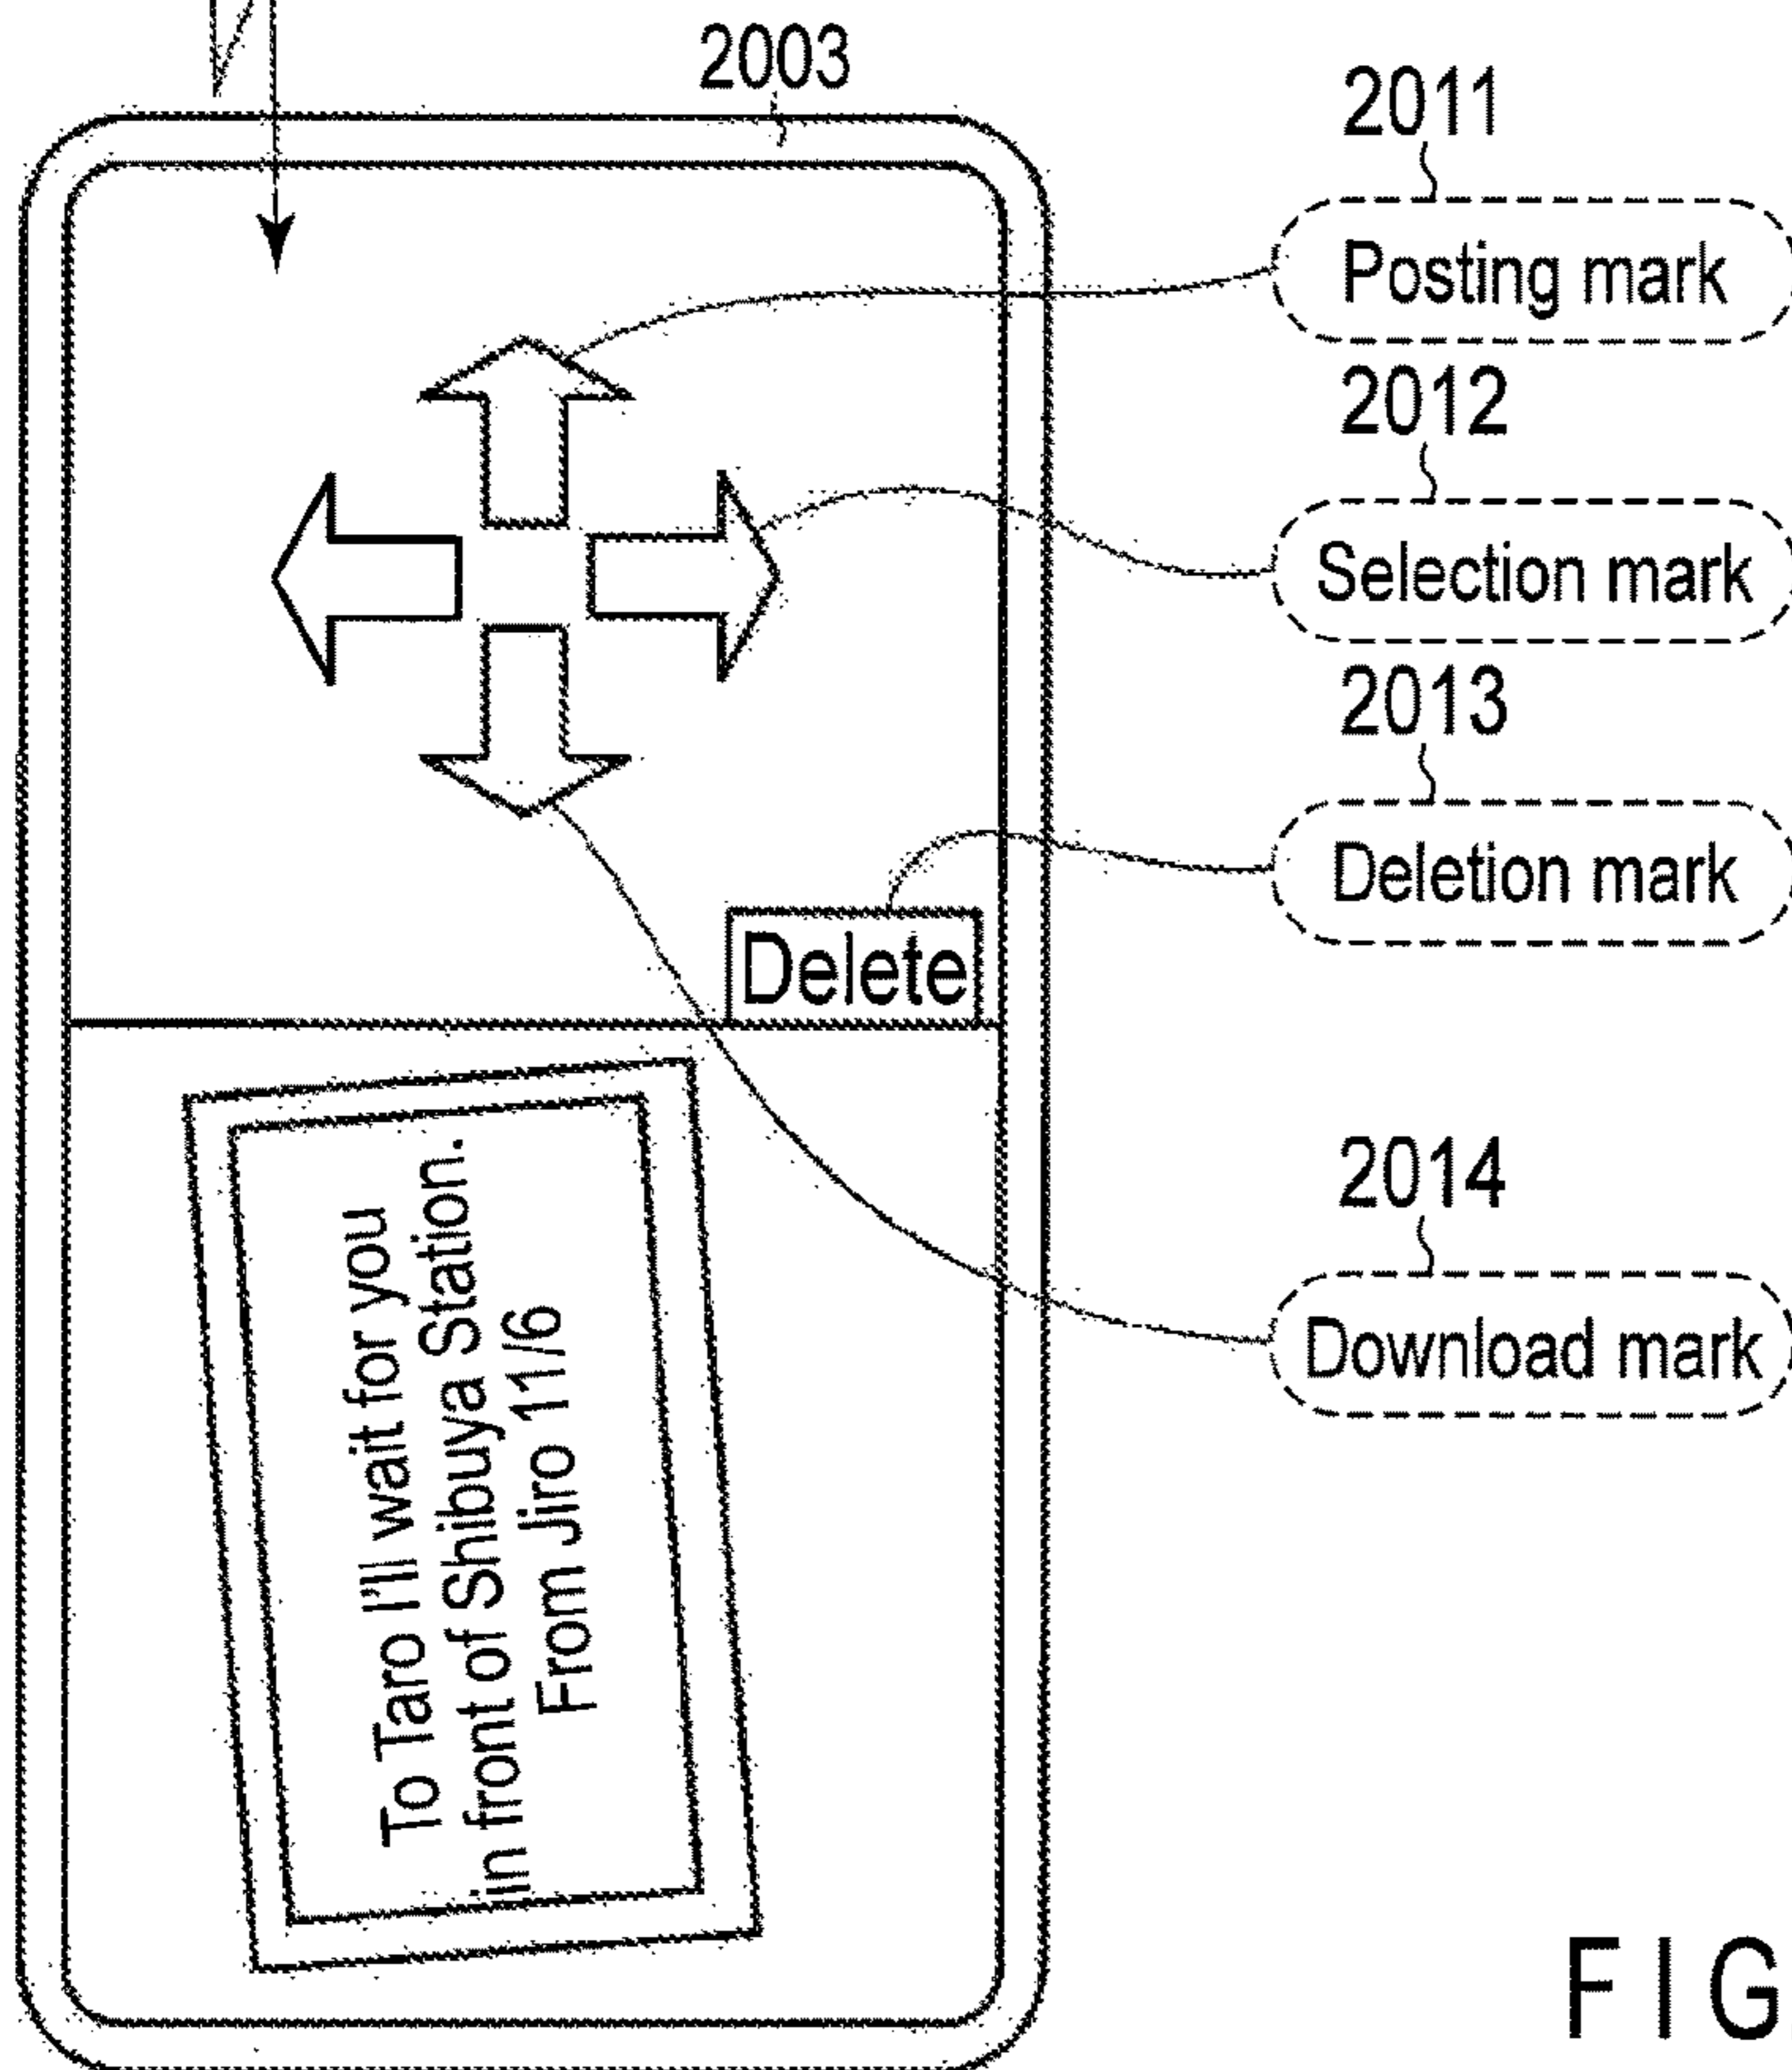 2003
2011
Posting mark
2012
Selection mark
2013
Deletion mark
Delete
2014
Download mark
To Taro I'll wait for you
in front of Shibuya Station.
From Jiro 11/6
FIG